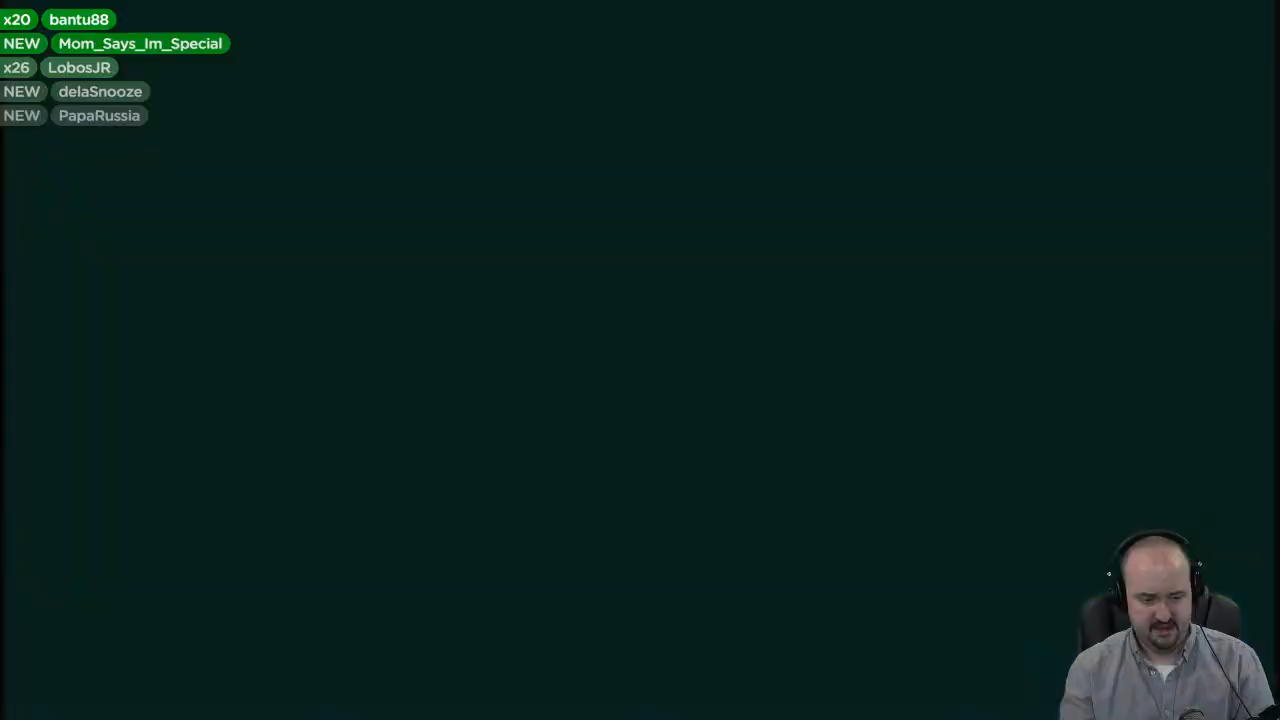 x20 bantu88
NEW Mom_Says_Im_Special
x26 LobosJR
NEW delaSnooze
NEW PapaRussia